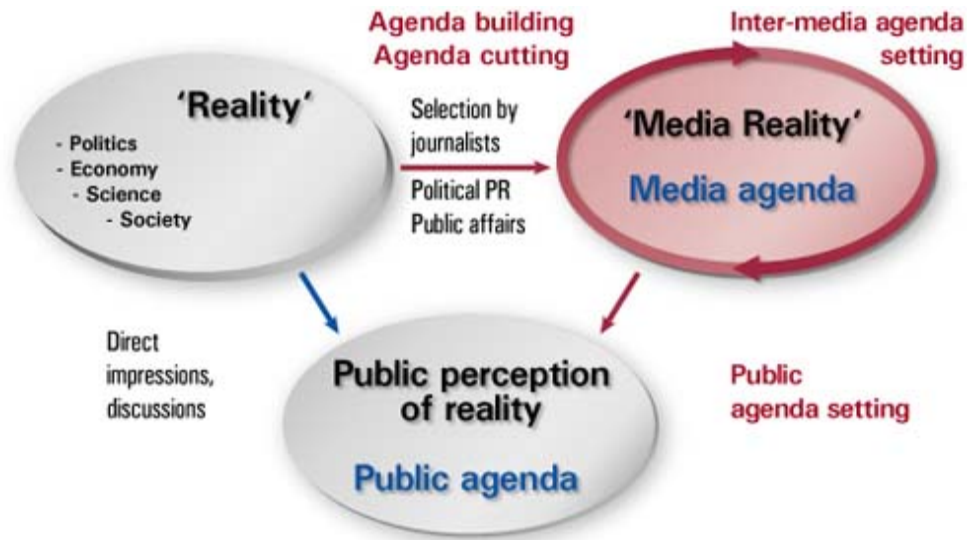 Agenda building
Agenda cutting
Inter-media agenda
setting
'Reality'
- Politics
- Economy
- Science
- Society
Selection by
journalists
Political PR
Public affairs
'Media Reality'
Media agenda
Direct
impressions,
discussions
Public perception
of reality
Public agenda
Public
agenda setting